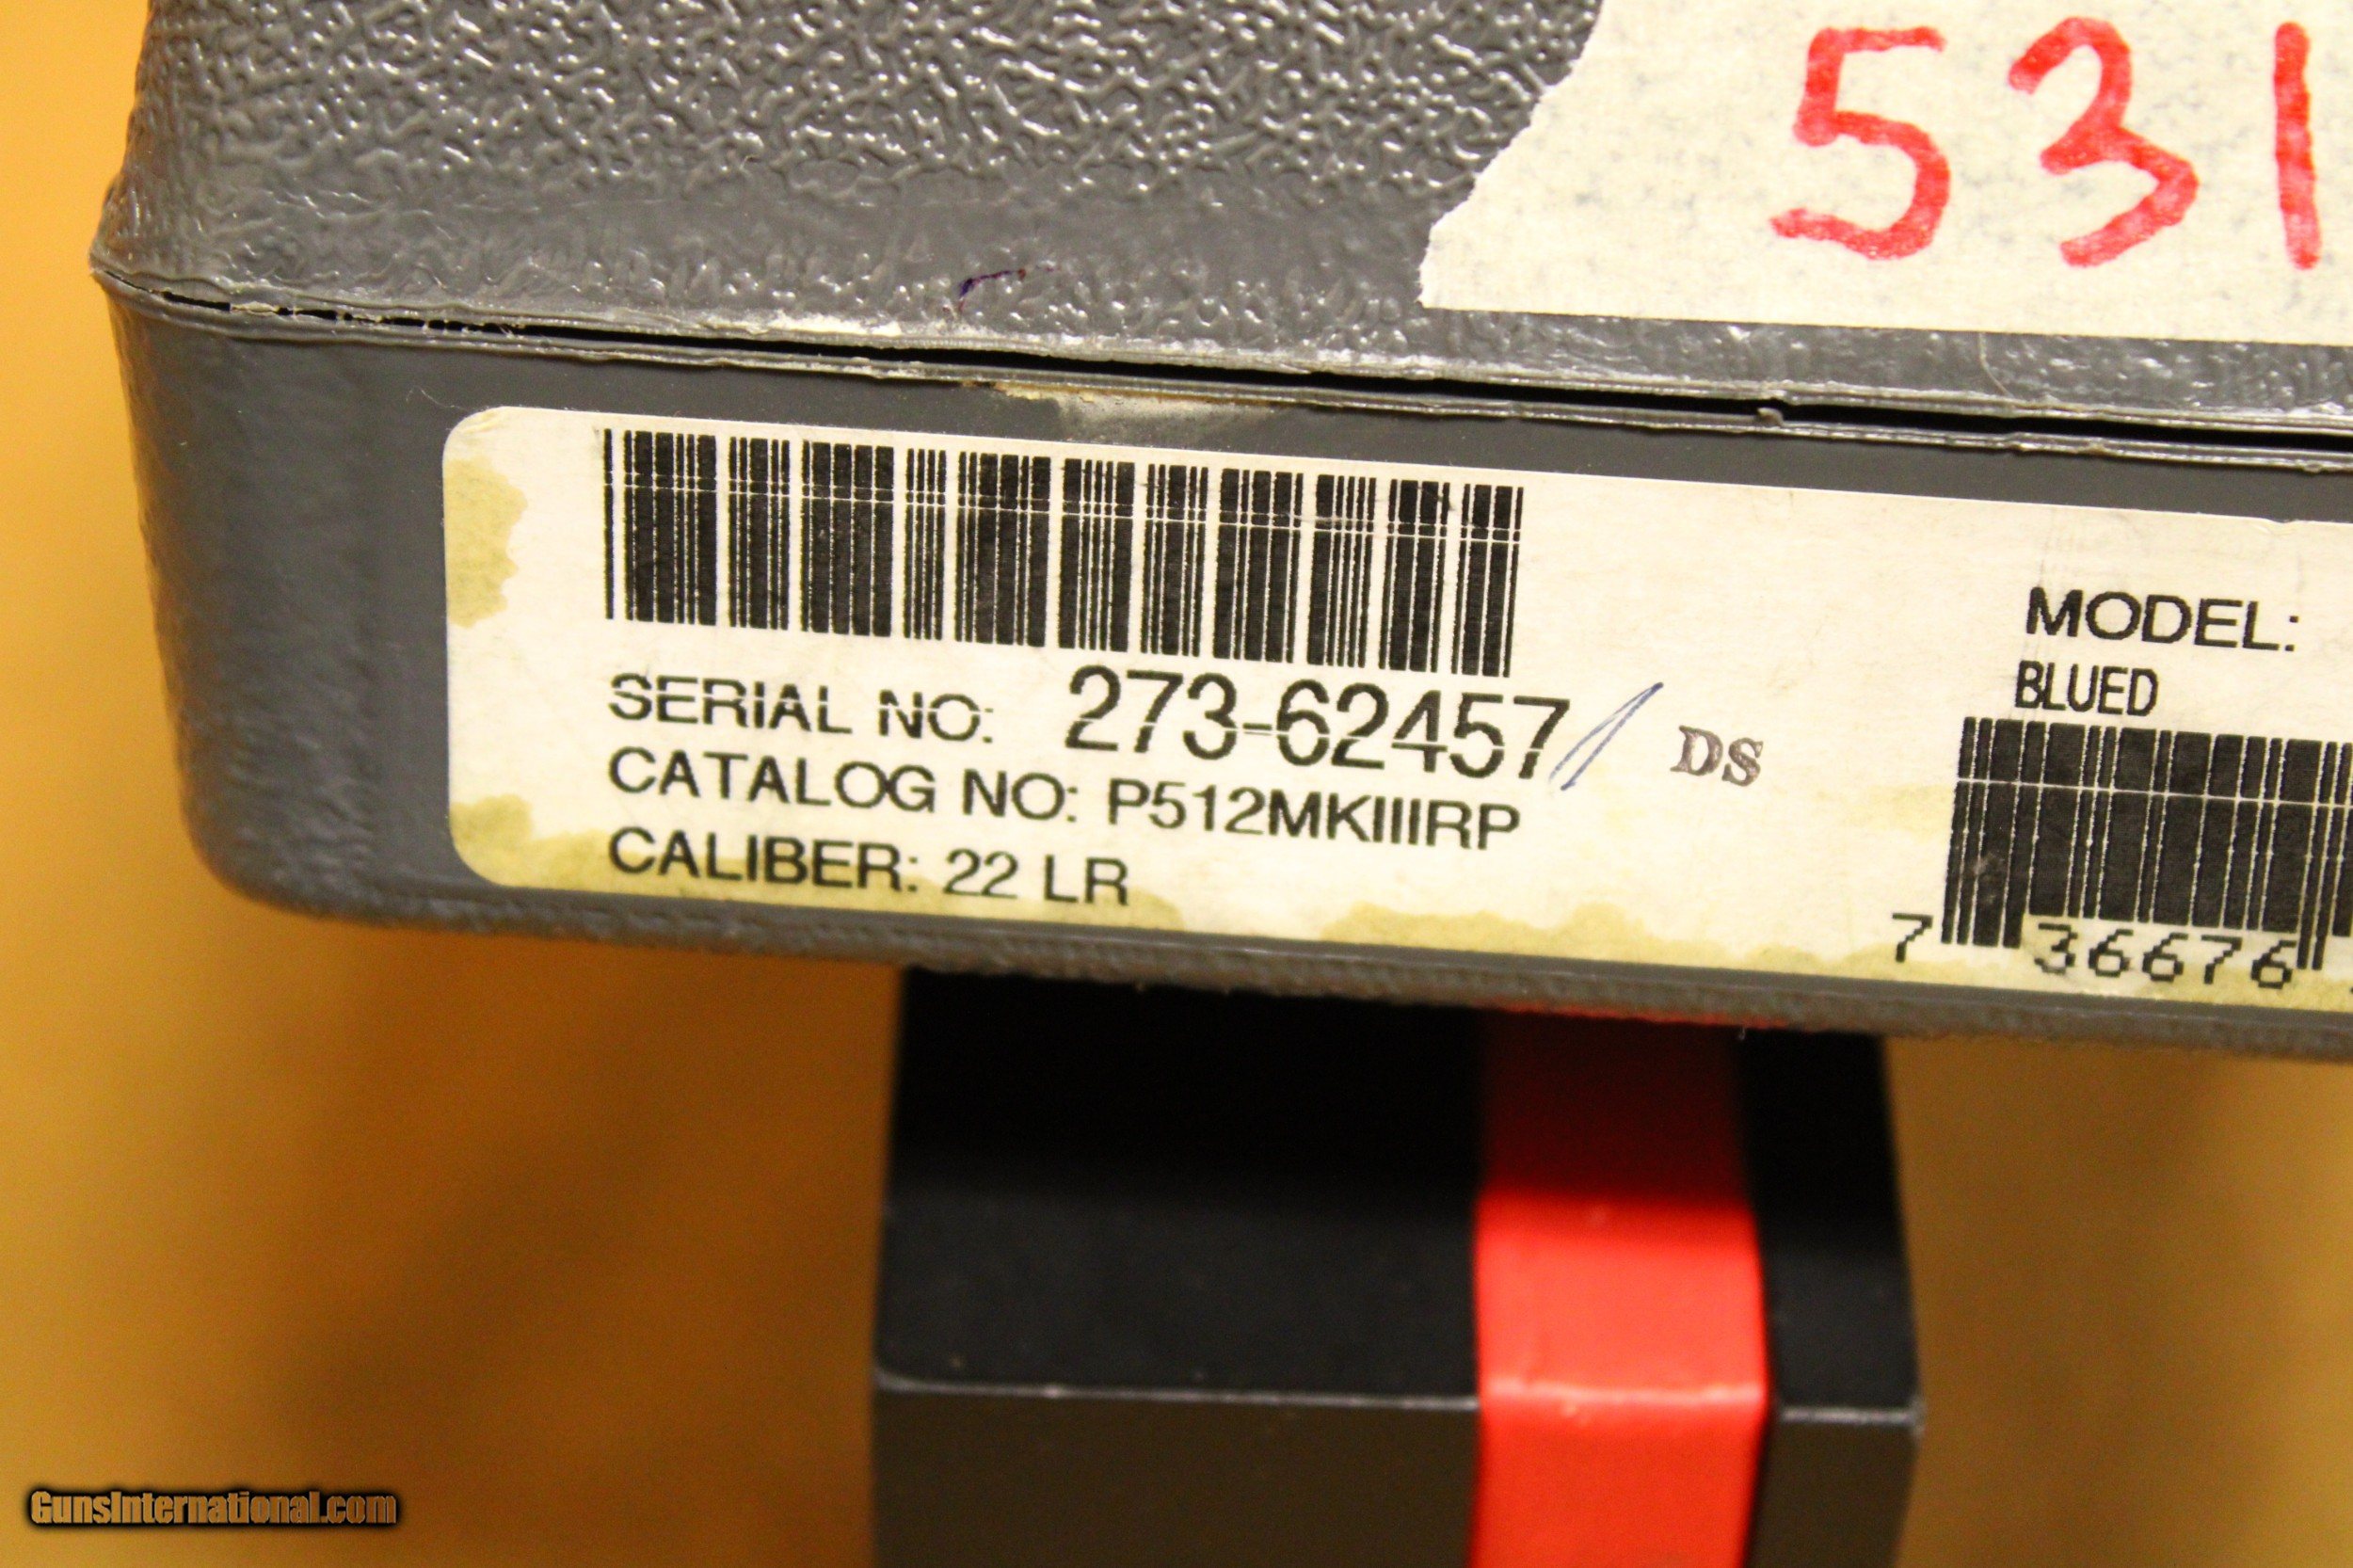 531
SERIAL NO: 273-62457 DS
CATALOG NO: P512MKIIIRP
CALIBER: 22 LR
MODEL:
BLUED
7 36676
GunsInternational.com